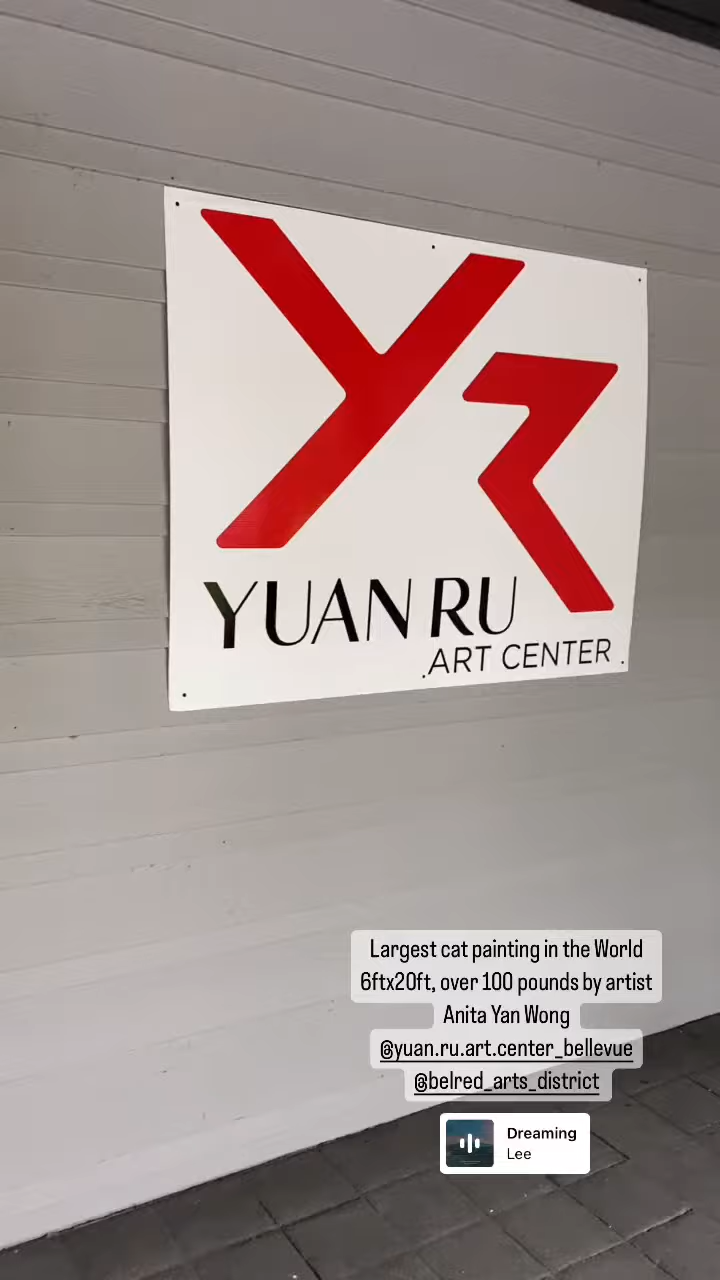 YR
YUAN RU
ART CENTER
Largest cat painting in the World
6ftx20ft, over 100 pounds by artist
Anita Yan Wong
@yuan.ru.art.center_bellevue
@belred_arts_district
Dreaming
Lee